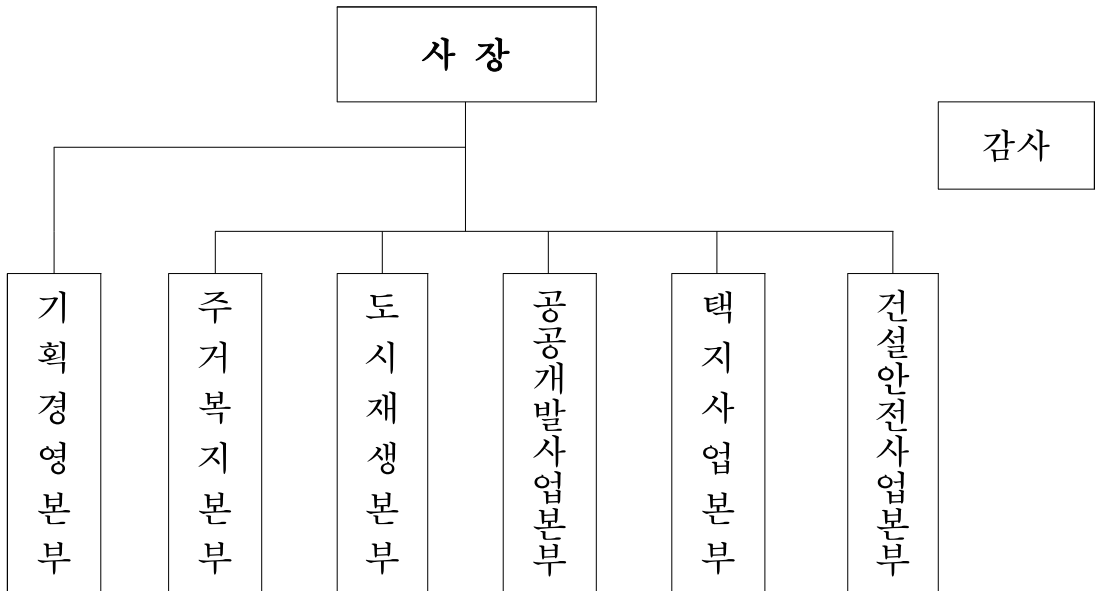 사 장
감사
기획경영본부
주거복지본부
도시재생본부
공공개발사업본부
택지사업본부
건설안전사업본부